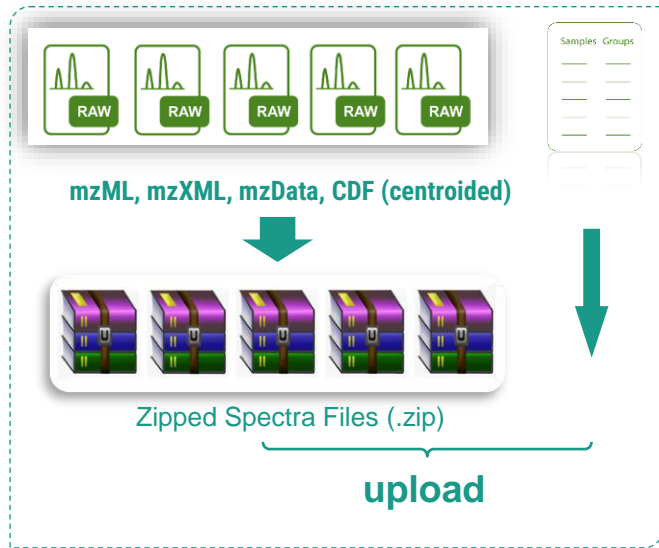 RAW RAW RAW RAW RAW
Samples Groups
mzML, mzXML, mzData, CDF (centroided)
Zipped Spectra Files (.zip)
upload